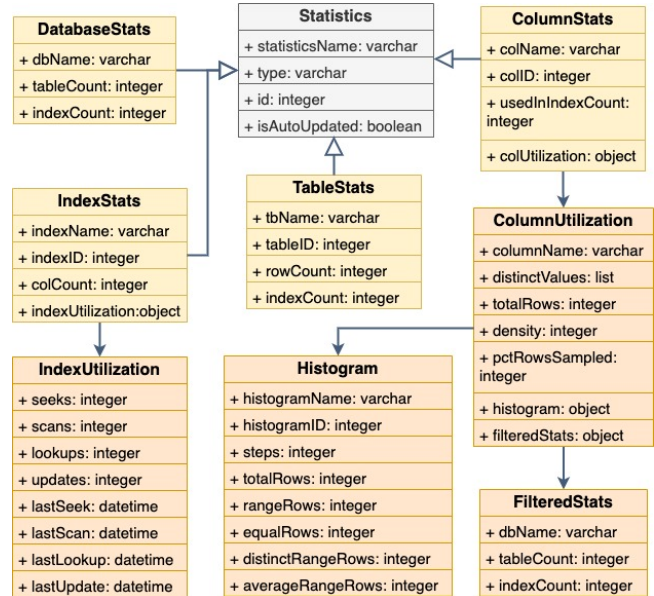 DatabaseStats
+ dbName: varchar
+ tableCount: integer
+ indexCount: integer
Statistics
+ statisticsName: varchar
+ type: varchar
+ id: integer
+ isAutoUpdated: boolean
ColumnStats
+ colName: varchar
+ colID: integer
+ usedInIndexCount:
integer
+ colUtilization: object
IndexStats
+ indexName: varchar
+ indexID: integer
+ colCount: integer
+ indexUtilization:object
TableStats
+ tbName: varchar
+ tableID: integer
+ rowCount: integer
+ indexCount: integer
ColumnUtilization
+ columnName: varchar
+ distinctValues: list
+ totalRows: integer
+ density: integer
+ pctRowsSampled:
integer
+ histogram: object
+ filteredStats: object
IndexUtilization
+ seeks: integer
+ scans: integer
+ lookups: integer
+ updates: integer
+ lastSeek: datetime
+ lastScan: datetime
+ lastLookup: datetime
+ lastUpdate: datetime
Histogram
+ histogramName: varchar
+ histogramID: integer
+ steps: integer
+ totalRows: integer
+ rangeRows: integer
+ equalRows: integer
+ distinctRangeRows: integer
+ averageRangeRows: integer
FilteredStats
+ dbName: varchar
+ tableCount: integer
+ indexCount: integer